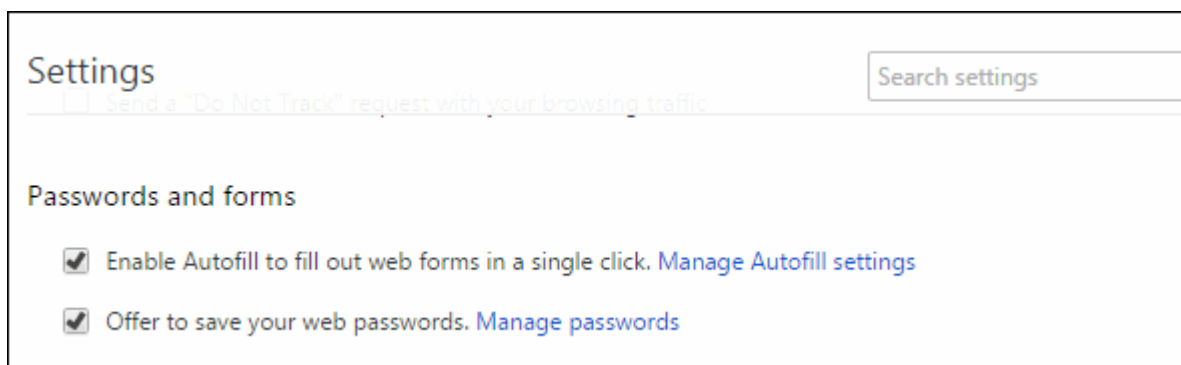 Settings
Search settings
Send a "Do Not Track" request with your browsing traffic
Passwords and forms
Enable Autofill to fill out web forms in a single click. Manage Autofill settings
Offer to save your web passwords. Manage passwords